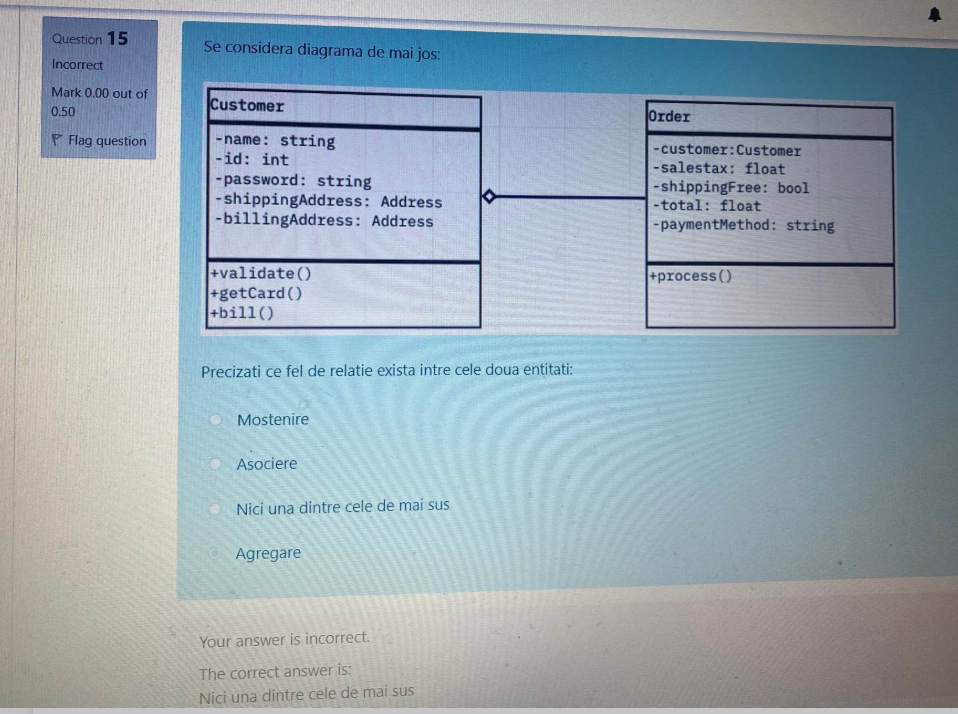 Question 15
Incorrect
Mark 0.00 out of
0.50
Flag question
Se considera diagrama de mai jos:
Customer
-name: string
-id: int
-password: string
-shippingAddress: Address
-billingAddress: Address
+validate()
+getCard()
+bill()
Order
-customer:Customer
-salestax: float
-shippingFree: bool
-total: float
-paymentMethod: string
+process()
Precizati ce fel de relatie exista intre cele doua entitati:
Mostenire
Asociere
Nici una dintre cele de mai sus
Agregare
Your answer is incorrect.
The correct answer is:
Nici una dintre cele de mai sus